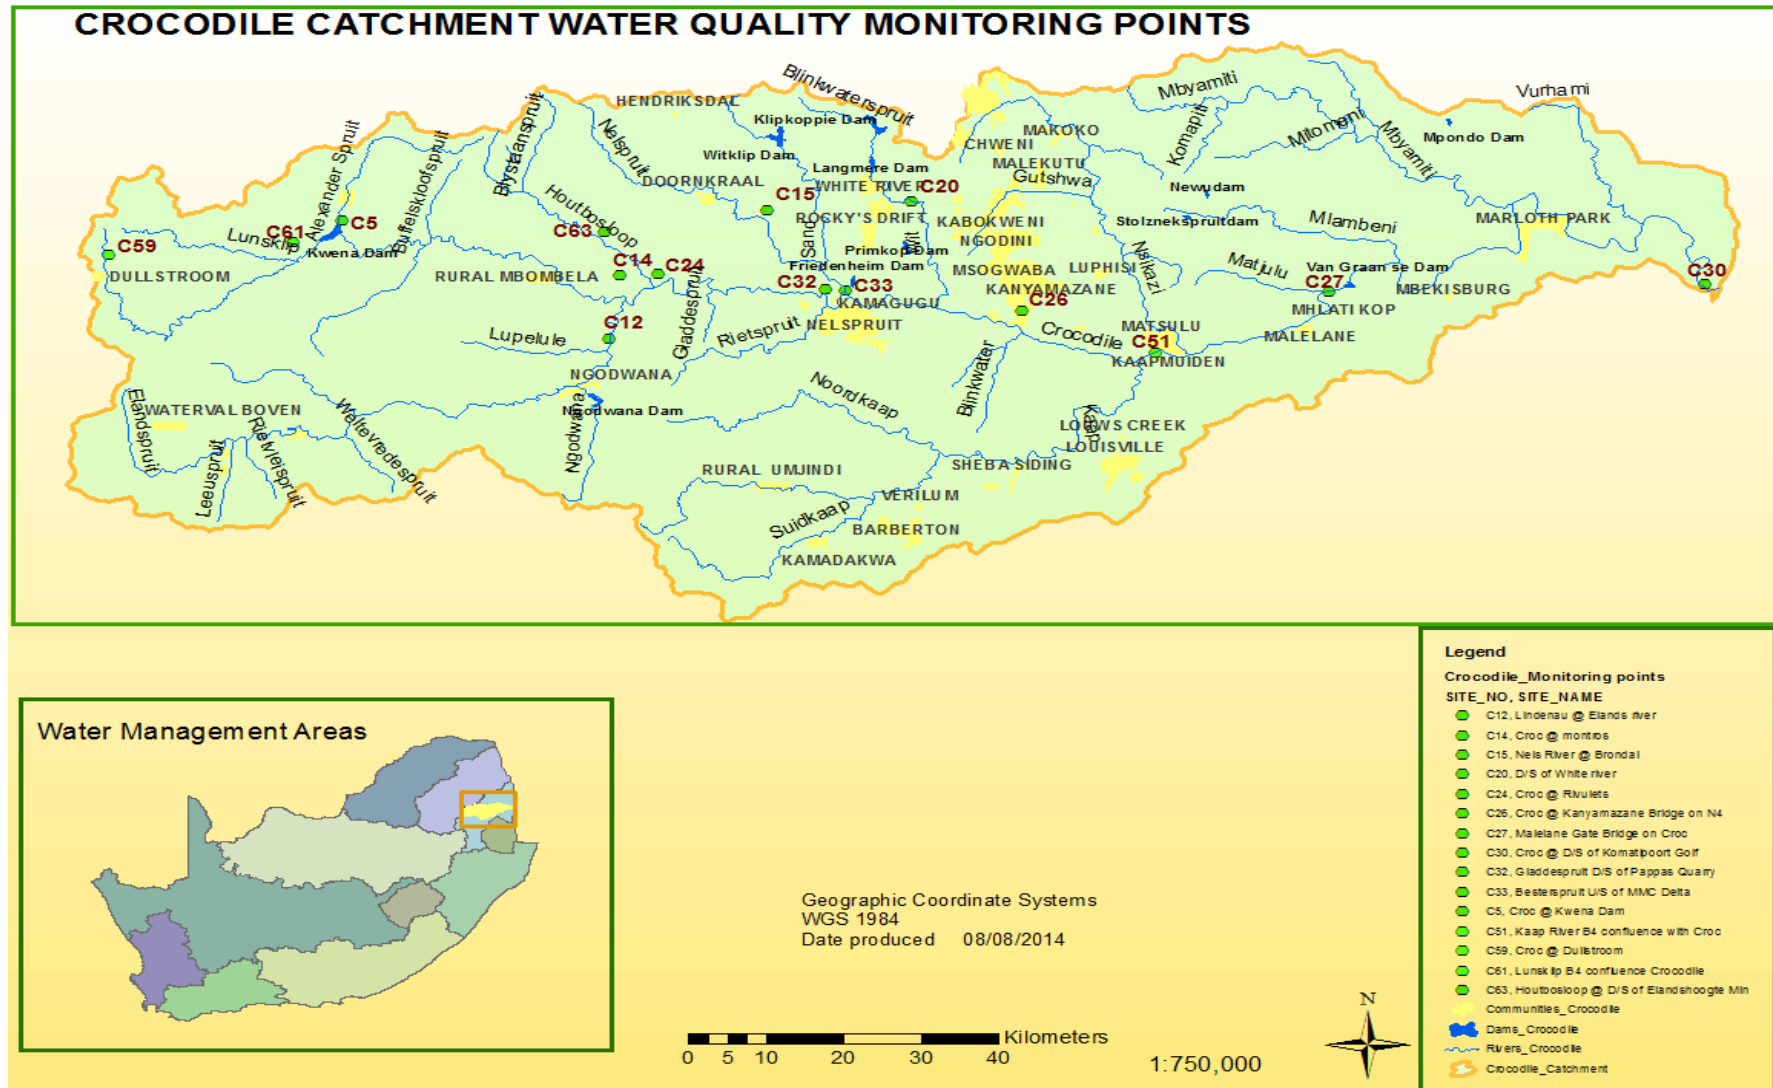 CROCODILE CATCHMENT WATER QUALITY MONITORING POINTS
Blinkwaterspruit
Mbyamiti
Vurhami
HENDRIKSDAL
Klipkoppie Dam
Komapiti
Mitomeni
Mbyamiti
Mpondo Dam
Alexander Spruit
Buffelskloofspruit
Blystaanspruit
Nelspruit
MAKOKO
CHWENI
Witklip Dam
Langmere Dam
MALEKUTU
Gutshwa
DOORNKRAAL
WHITE RIVER
C20
Newudam
Houtbosloop
C15
C5
C61
C63
Sand
ROCKY'S DRIFT
KABOKWENI
Stolznekspruitdam
Mlambeni
MARLOTH PARK
C59
Lunsklip
Kwena Dam
Primkop Dam
Wit
NGODINI
Nsikazi
DULLSTROOM
RURAL MBOMBELA
C14
C24
Friedenheim Dam
MSOGWABA
LUPHISI
Matjulu
Van Graan se Dam
C30
C32
C33
KANYAMAZANE
C27
MBEKISBURG
KAMAGUGU
C26
MHLATI KOP
C12
Gladdespruit
Rietspruit
NELSPRUIT
Crocodile
MATSULU
C51
MALELANE
Lupelule
Blinkwater
KAAPMUIDEN
NGODWANA
Noordkaap
Elandspruit
WATERVAL BOVEN
Weltevredespruit
Ngodwana Dam
Ngodwana
Kaap
LOUWS CREEK
LOUISVILLE
Leeuspruit
Rietvleispruit
RURAL UMJINDI
SHEBA SIDING
VERILUM
Suidkaap
BARBERTON
KAMADAKWA
Water Management Areas
Geographic Coordinate Systems
WGS 1984
Date produced 08/08/2014
Kilometers
0 5 10 20 30 40
1:750,000
N
Legend
Crocodile_Monitoring points
SITE_NO, SITE_NAME
C12, Lindenau @ Elands river
C14, Croc @ montros
C15, Nels River @ Brondal
C20, D/S of White river
C24, Croc @ Rivulets
C26, Croc @ Kanyamazane Bridge on N4
C27, Malelane Gate Bridge on Croc
C30, Croc @ D/S of Komatipoort Golf
C32, Gladdespruit D/S of Pappas Quarry
C33, Besterspruit U/S of MMC Delta
C5, Croc @ Kwena Dam
C51, Kaap River B4 confluence with Croc
C59, Croc @ Dullstroom
C61, Lunsklip B4 confluence Crocodile
C63, Houtbosloop @ D/S of Elandshoogte Min
Communities_Crocodile
Dams_Crocodile
Rivers_Crocodile
Crocodile_Catchment